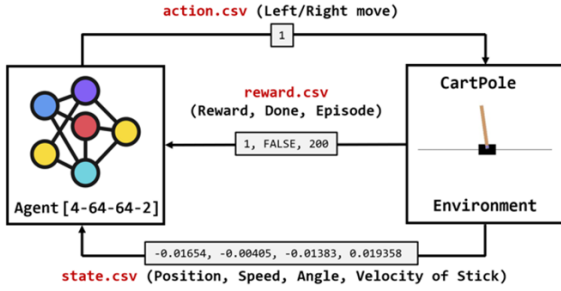 action.csv (Left/Right move)
1
reward.csv
(Reward, Done, Episode)
1, FALSE, 200
CartPole
Agent[4-64-64-2]
Environment
-0.01654, -0.00405, -0.01383, 0.019358
state.csv (Position, Speed, Angle, Velocity of Stick)